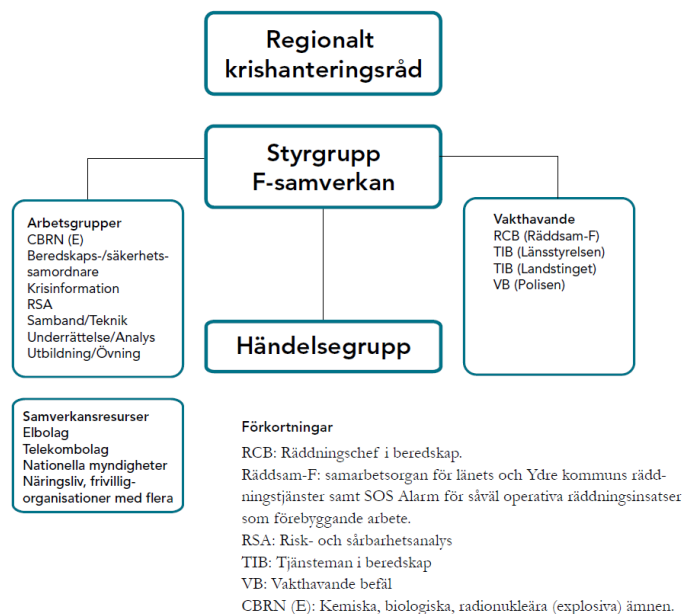 Regionalt
krishanteringsråd
Styrgrupp
F-samverkan
Arbetsgrupper
CBRN (E)
Beredskaps-/säkerhets-
samordnare
Krisinformation
RSA
Samband/Teknik
Underrättelse/Analys
Utbildning/Övning
Vakthavande
RCB (Räddsam-F)
TIB (Länsstyrelsen)
TIB (Landstinget)
VB (Polisen)
Händelsegrupp
Samverkansresurser
Elbolag
Telekombolag
Nationella myndigheter
Näringsliv, frivillig-
organisationer med flera
Förkortningar
RCB: Räddningschef i beredskap.
Räddsam-F: samarbetsorgan för länets och Ydre kommuns rädd-
ningstjänster samt SOS Alarm för såväl operativa räddningsinsatser
som förebyggande arbete.
RSA: Risk- och sårbarhetsanalys
TIB: Tjänsteman i beredskap
VB: Vakthavande befäl
CBRN (E): Kemiska, biologiska, radionukleära (explosiva) ämnen.